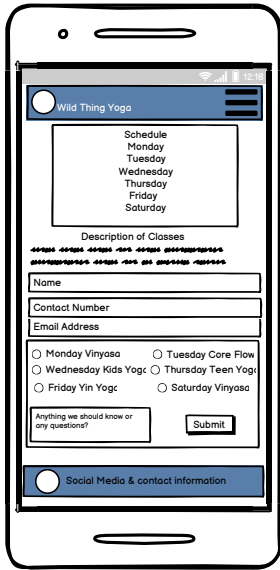 12:18
Wild Thing Yoga
Schedule
Monday
Tuesday
Wednesday
Thursday
Friday
Saturday
Description of Classes
Name
Contact Number
Email Address
Monday Vinyasa Tuesday Core Flow
Wednesday Kids Yoga Thursday Teen Yoga
Friday Yin Yoga Saturday Vinyasa
Anything we should know or
any questions?
Submit
Social Media & contact information